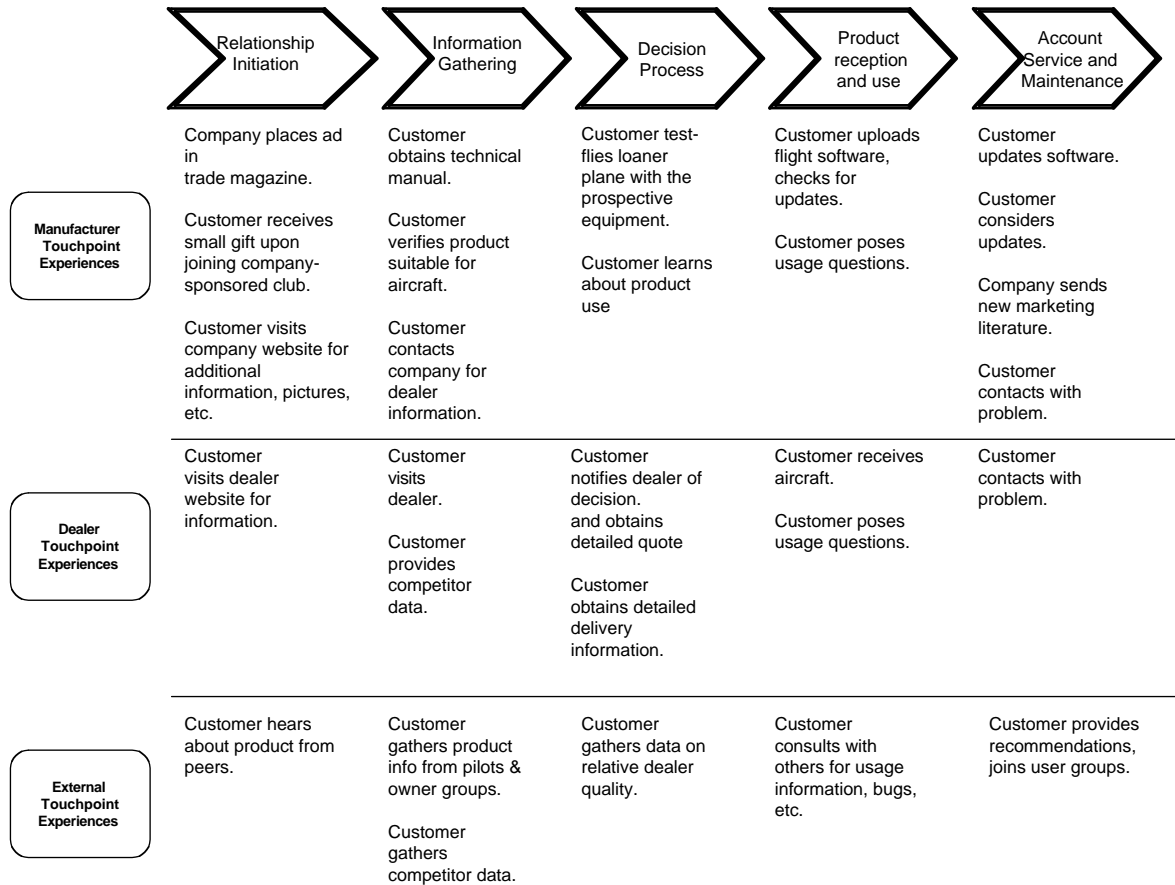 Relationship
Initiation
Information
Gathering
Decision
Process
Product
reception
and use
Account
Service and
Maintenance
Manufacturer
Touchpoint
Experiences
Company places ad
in
trade magazine.
Customer receives
small gift upon
joining company-
sponsored club.
Customer visits
company website for
additional
information, pictures,
etc.
Customer
obtains technical
manual.
Customer
verifies product
suitable for
aircraft.
Customer
contacts
company for
dealer
information.
Customer test-
flies loaner
plane with the
prospective
equipment.
Customer learns
about product
use
Customer uploads
flight software,
checks for
updates.
Customer poses
usage questions.
Customer
updates software.
Customer
considers
updates.
Company sends
new marketing
literature.
Customer
contacts with
problem.
Dealer
Touchpoint
Experiences
Customer
visits dealer
website for
information.
Customer
visits
dealer.
Customer
provides
competitor
data.
Customer
notifies dealer of
decision.
and obtains
detailed quote
Customer
obtains detailed
delivery
information.
Customer receives
aircraft.
Customer poses
usage questions.
Customer
contacts with
problem.
External
Touchpoint
Experiences
Customer hears
about product from
peers.
Customer
gathers product
info from pilots &
owner groups.
Customer
gathers
competitor data.
Customer
gathers data on
relative dealer
quality.
Customer
consults with
others for usage
information, bugs,
etc.
Customer provides
recommendations,
joins user groups.